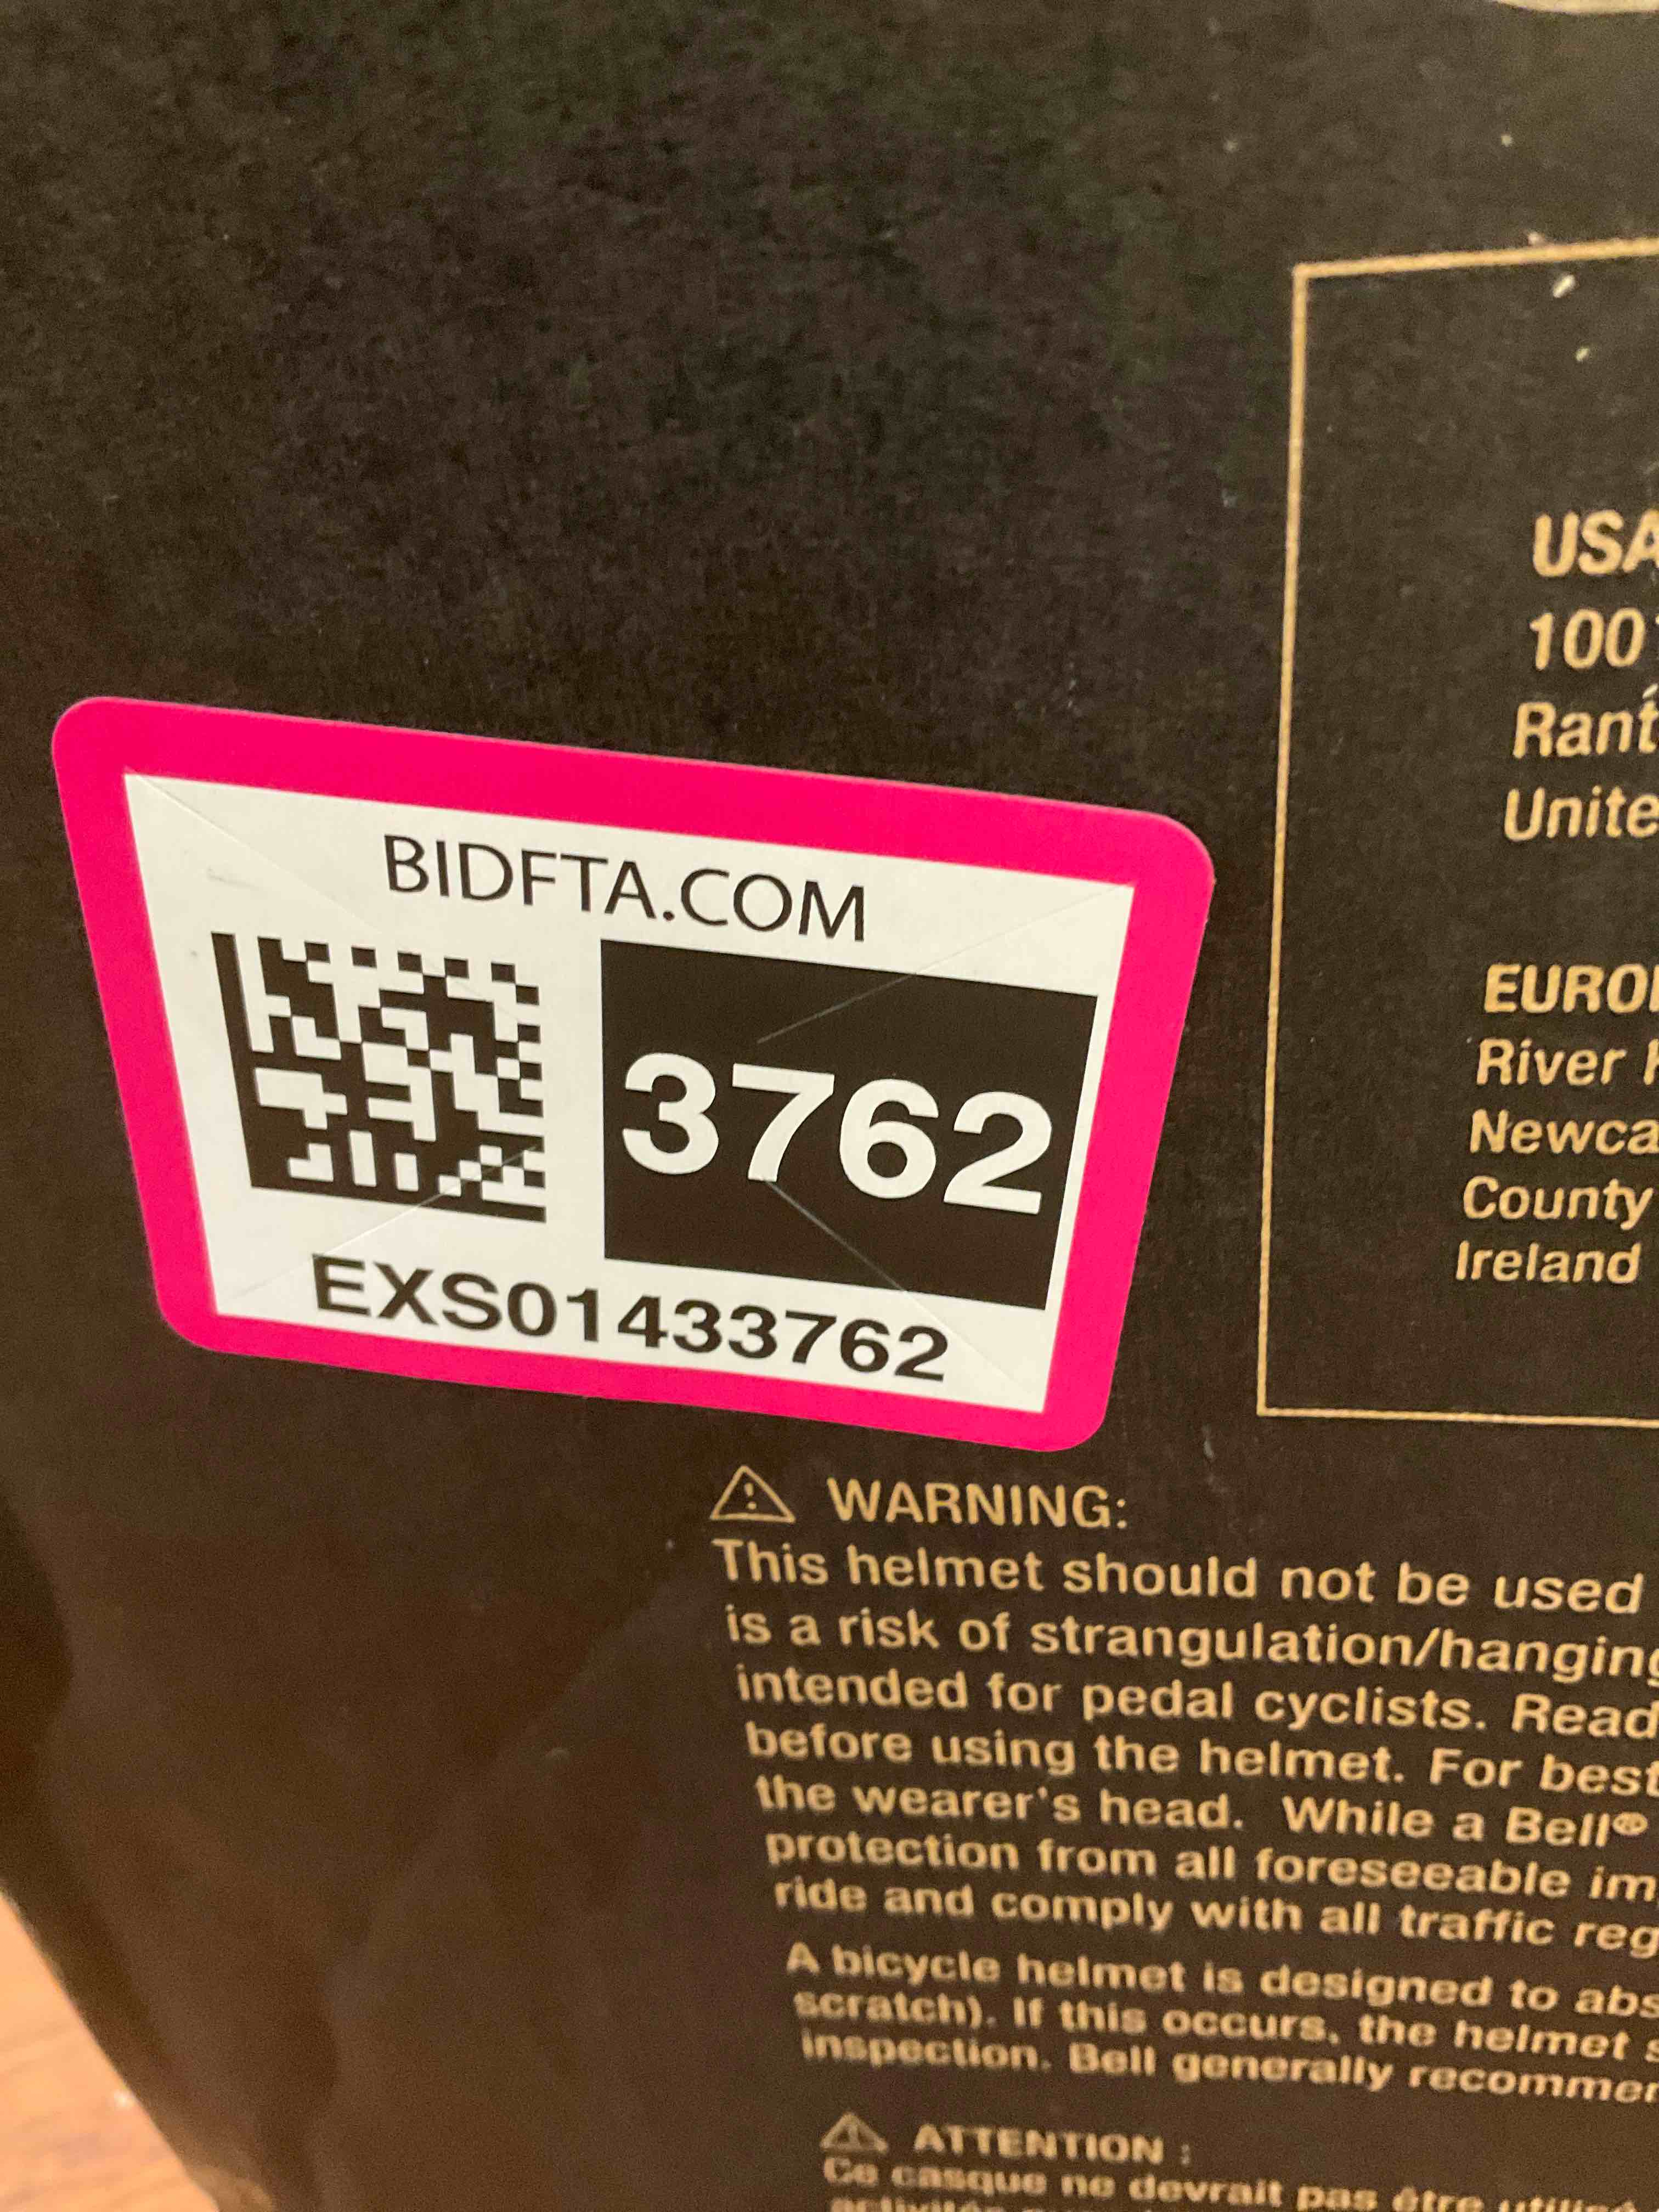 BIDFTA.COM
3762
EXS01433762
USA
100
Rant
Unite
EURO
River
Newca
County
Ireland
WARNING:
This helmet should not be used
is a risk of strangulation/hanging
intended for pedal cyclists. Read
before using the helmet. For best
the wearer's head. While a Bell®
protection from all foreseeable im
ride and comply with all traffic reg
A bicycle helmet is designed to abs
scratch). If this occurs, the helmet s
inspection. Bell generally recommen
ATTENTION :
Ce casque ne devrait pas être